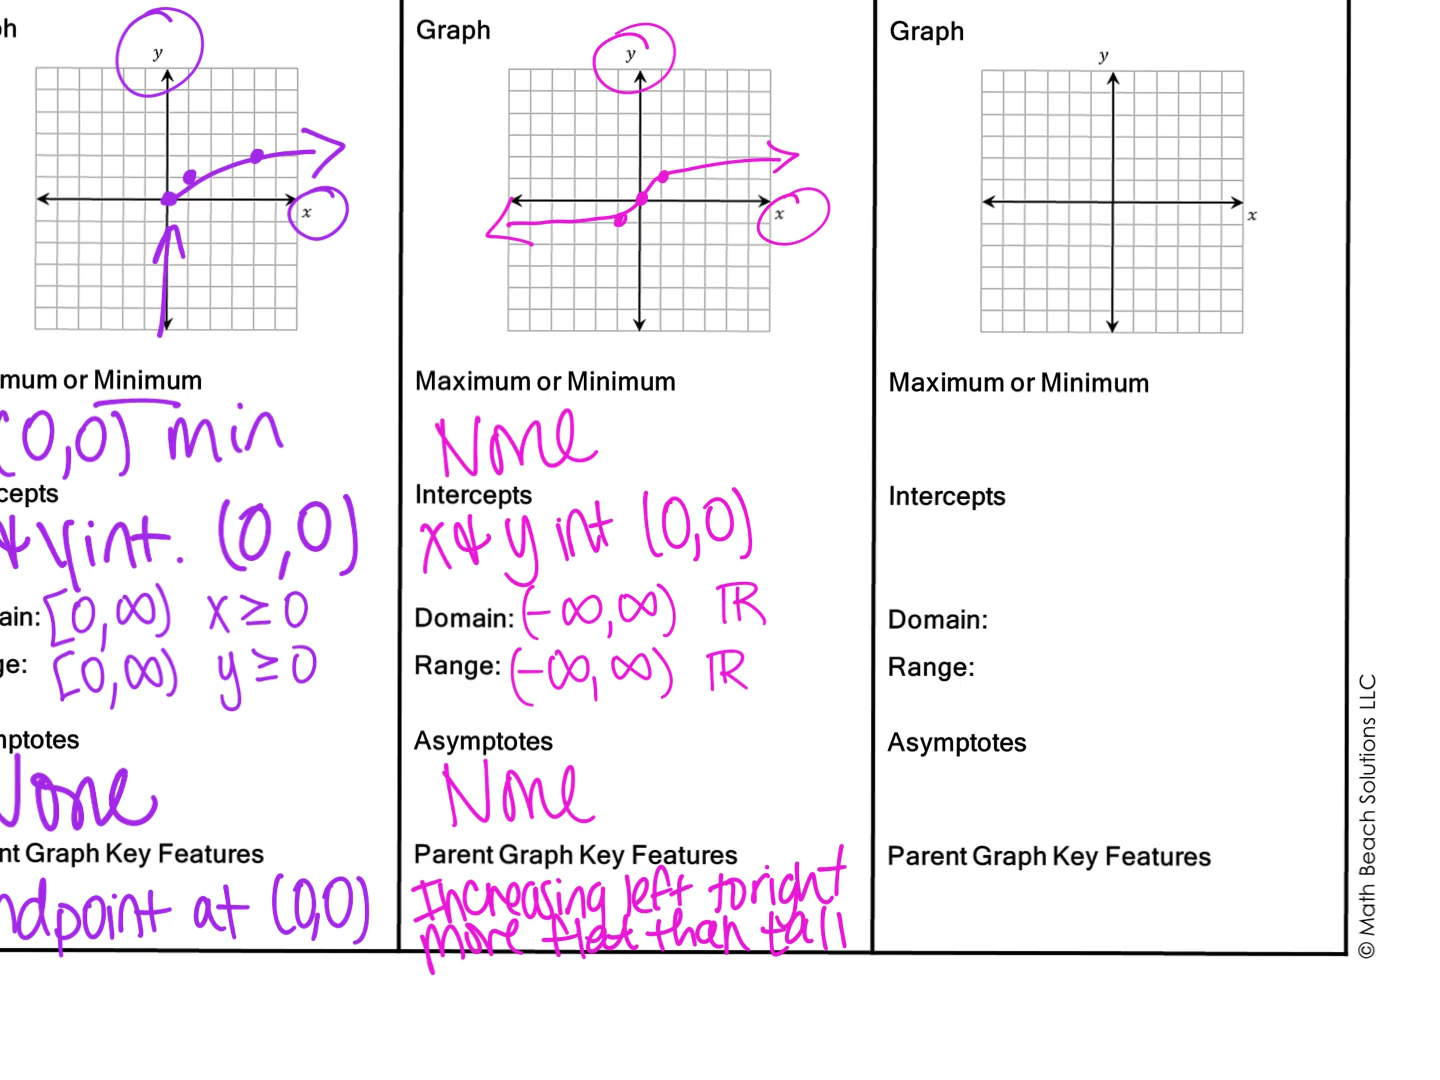 ph
y
x
mum or Minimum
(0,0) min
cepts
& y int. (0,0)
ain: [0,∞) x ≥ 0
ge: [0,∞) y ≥ 0
nptotes
None
nt Graph Key Features
ndpoint at (0,0)
Graph
y
x
Maximum or Minimum
None
Intercepts
x & y int (0,0)
Domain: (-∞,∞) ℝ
Range: (-∞,∞) ℝ
Asymptotes
None
Parent Graph Key Features
Increasing left to right
more flat than tall
Graph
y
x
Maximum or Minimum
Intercepts
Domain:
Range:
Asymptotes
Parent Graph Key Features
© Math Beach Solutions LLC